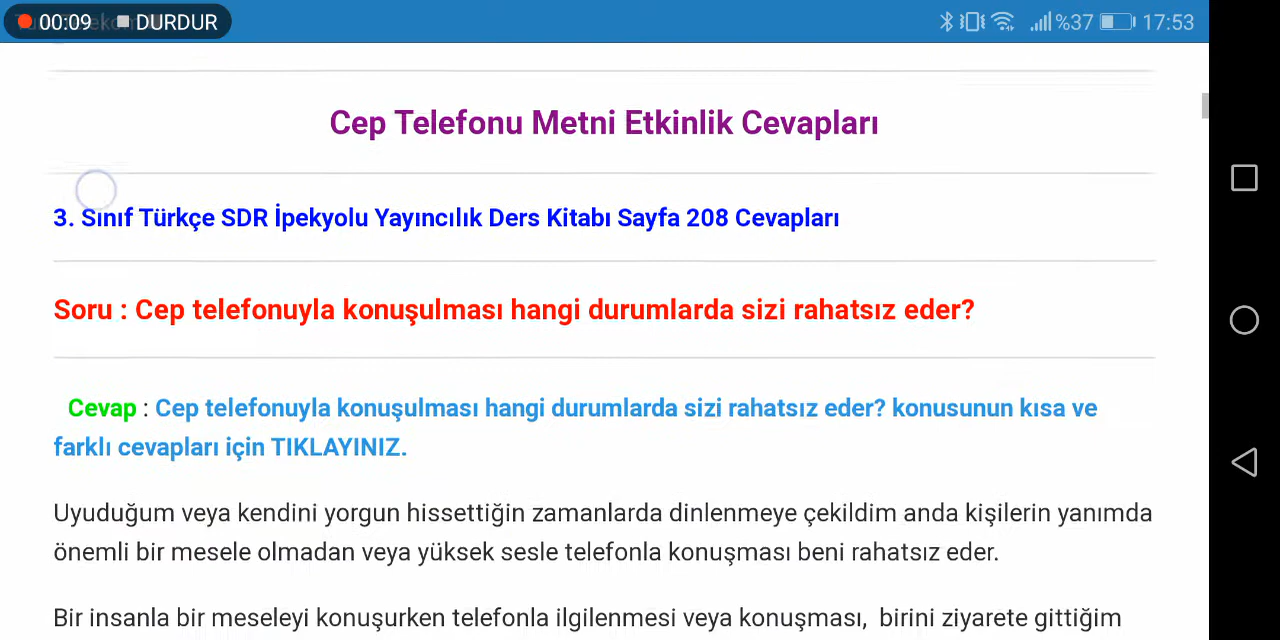 00:09 DURDUR %37 17:53
Cep Telefonu Metni Etkinlik Cevapları
3. Sınıf Türkçe SDR İpekyolu Yayıncılık Ders Kitabı Sayfa 208 Cevapları
Soru : Cep telefonuyla konuşulması hangi durumlarda sizi rahatsız eder?
Cevap : Cep telefonuyla konuşulması hangi durumlarda sizi rahatsız eder? konusunun kısa ve
farklı cevapları için TIKLAYINIZ.
Uyuduğum veya kendini yorgun hissettiğin zamanlarda dinlenmeye çekildim anda kişilerin yanımda
önemli bir mesele olmadan veya yüksek sesle telefonla konuşması beni rahatsız eder.
Bir insanla bir meseleyi konuşurken telefonla ilgilenmesi veya konuşması, birini ziyarete gittiğim